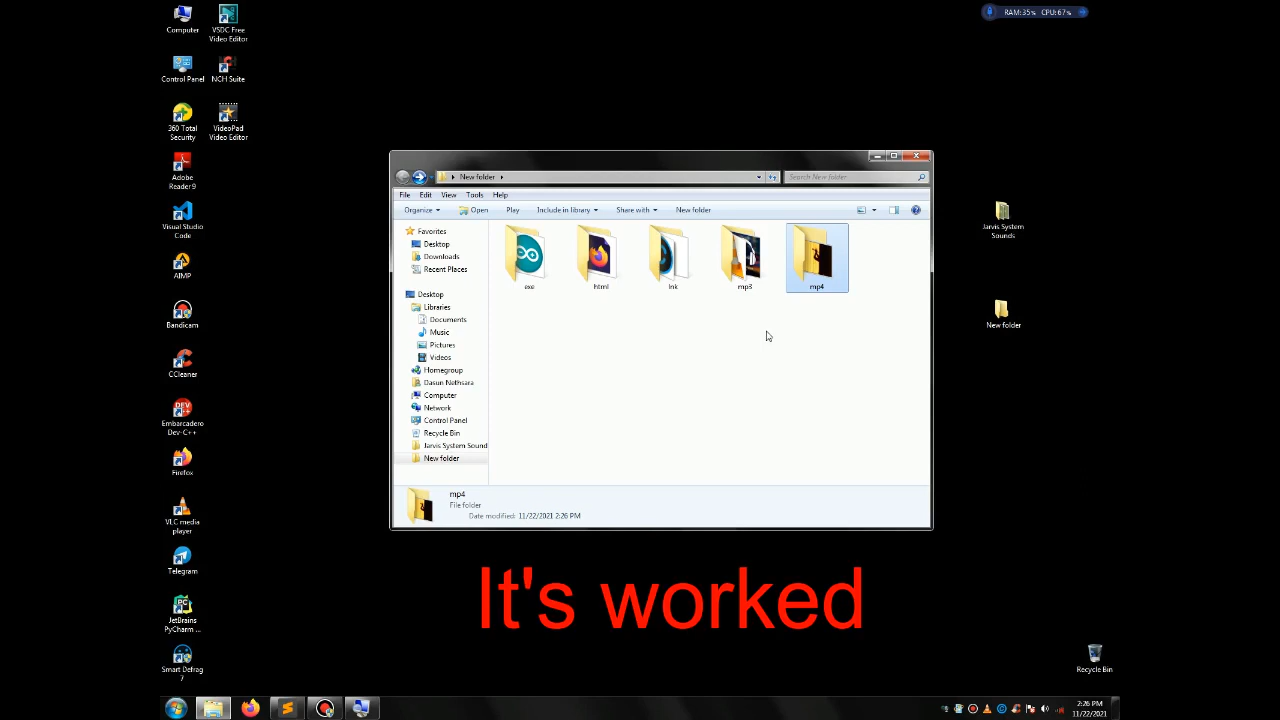 Computer
VSDC Free
Video Editor
RAM:35% CPU:67%
Control Panel
NCH Suite
360 Total
Security
VideoPad
Video Editor
Adobe
Reader 9
Visual Studio
Code
AIMP
Bandicam
CCleaner
Embarcadero
Dev-C++
Firefox
VLC media
player
Telegram
JetBrains
PyCharm ...
Smart Defrag
7
New folder
Search New folder
File Edit View Tools Help
Organize Open Play Include in library Share with New folder
Favorites
Desktop
Downloads
Recent Places
Desktop
Libraries
Documents
Music
Pictures
Videos
Homegroup
Dasun Nethsara
Computer
Network
Control Panel
Recycle Bin
Jarvis System Sound
New folder
exe
html
lnk
mp3
mp4
mp4
File folder
Date modified: 11/22/2021 2:26 PM
Jarvis System
Sounds
New folder
It's worked
Recycle Bin
2:26 PM
11/22/2021